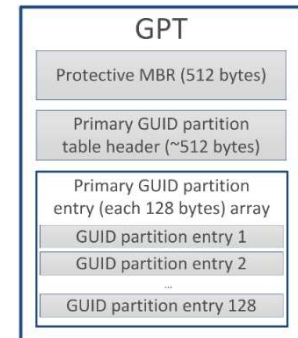 GPT
Protective MBR (512 bytes)
Primary GUID partition
table header (~512 bytes)
Primary GUID partition
entry (each 128 bytes) array
GUID partition entry 1
GUID partition entry 2
...
GUID partition entry 128